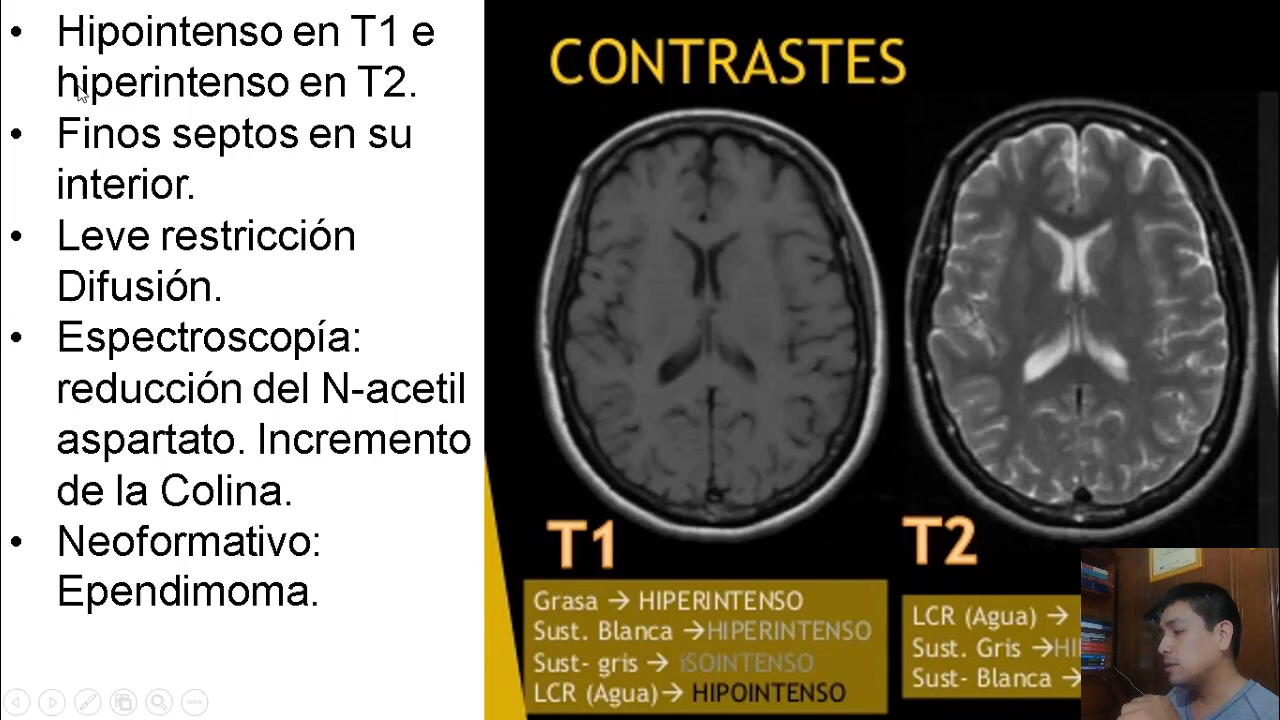 • Hipointenso en T1 e
hiperintenso en T2.
• Finos septos en su
interior.
• Leve restricción
Difusión.
• Espectroscopía:
reducción del N-acetil
aspartato. Incremento
de la Colina.
• Neoformativo:
Ependimoma.
CONTRASTES
T1
Grasa → HIPERINTENSO
Sust. Blanca →HIPERINTENSO
Sust- gris → iSOINTENSO
LCR (Agua)→ HIPOINTENSO
T2
LCR (Agua) →
Sust. Gris →HI
Sust- Blanca →